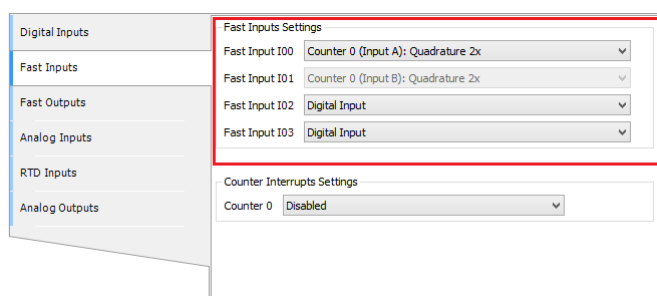 Digital Inputs
Fast Inputs
Fast Outputs
Analog Inputs
RTD Inputs
Analog Outputs
Fast Inputs Settings
Fast Input I00 Counter 0 (Input A): Quadrature 2x
Fast Input I01 Counter 0 (Input B): Quadrature 2x
Fast Input I02 Digital Input
Fast Input I03 Digital Input
Counter Interrupts Settings
Counter 0 Disabled